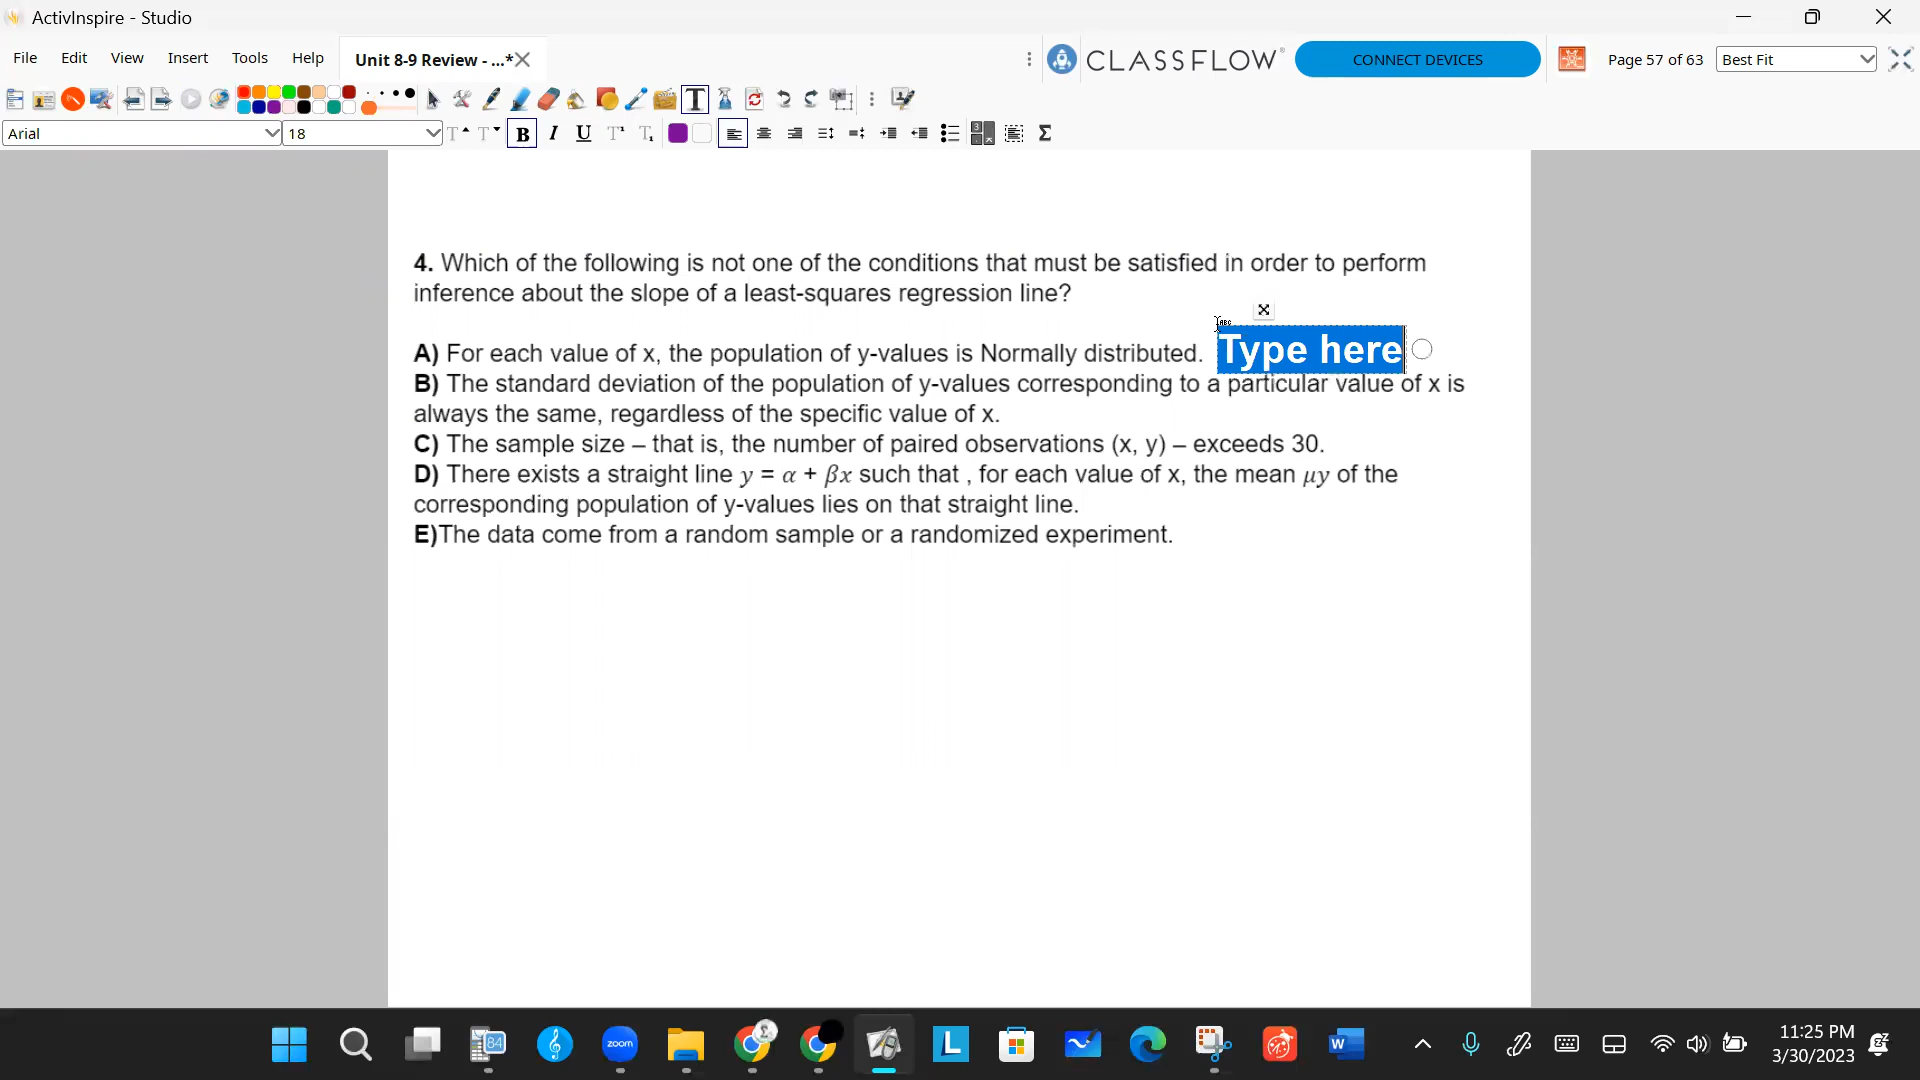 ActivInspire - Studio
File Edit View Insert Tools Help Unit 8-9 Review - ...* CLASSFLOW CONNECT DEVICES Page 57 of 63 Best Fit
Arial 18 B I U
4. Which of the following is not one of the conditions that must be satisfied in order to perform
inference about the slope of a least-squares regression line?
A) For each value of x, the population of y-values is Normally distributed. Type here
B) The standard deviation of the population of y-values corresponding to a particular value of x is
always the same, regardless of the specific value of x.
C) The sample size – that is, the number of paired observations (x, y) – exceeds 30.
D) There exists a straight line y = α + βx such that , for each value of x, the mean μy of the
corresponding population of y-values lies on that straight line.
E)The data come from a random sample or a randomized experiment.
84 zoom L W
11:25 PM
3/30/2023